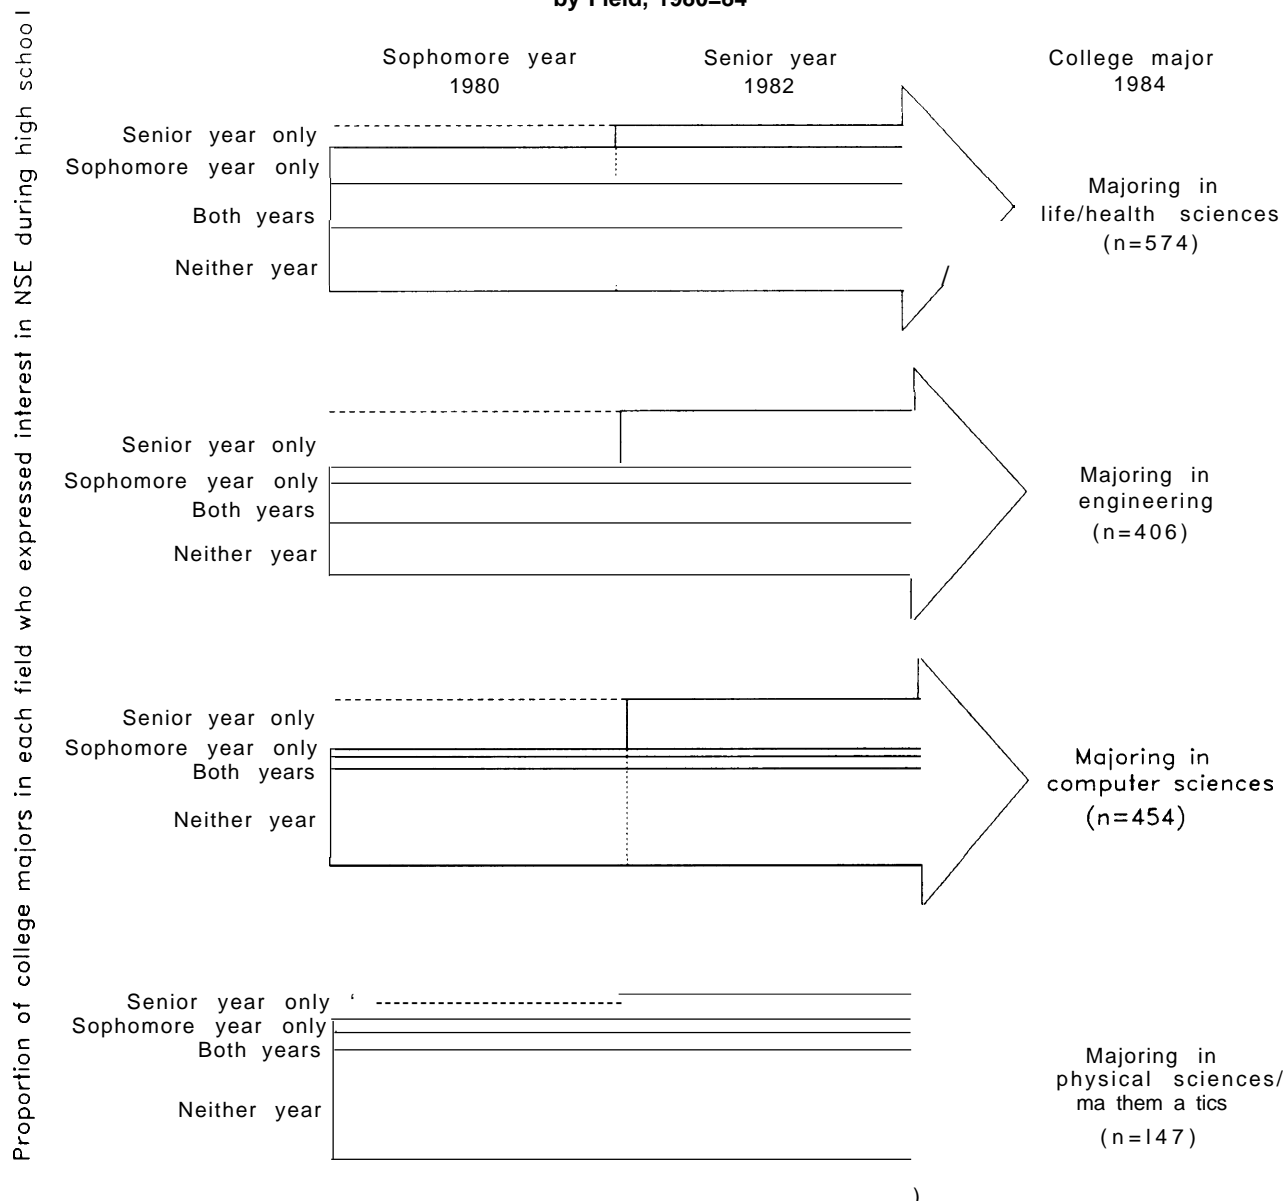 by Field, 1980–84
Proportion of college majors in each field who expressed interest in NSE during high school
Sophomore year
1980
Senior year
1982
College major
1984
Senior year only
Sophomore year only
Both years
Neither year
Majoring in
life/health sciences
(n=574)
Senior year only
Sophomore year only
Both years
Neither year
Majoring in
engineering
(n=406)
Senior year only
Sophomore year only
Both years
Neither year
Majoring in
computer sciences
(n=454)
Senior year only
Sophomore year only
Both years
Neither year
Majoring in
physical sciences/
ma them a tics
(n=l47)